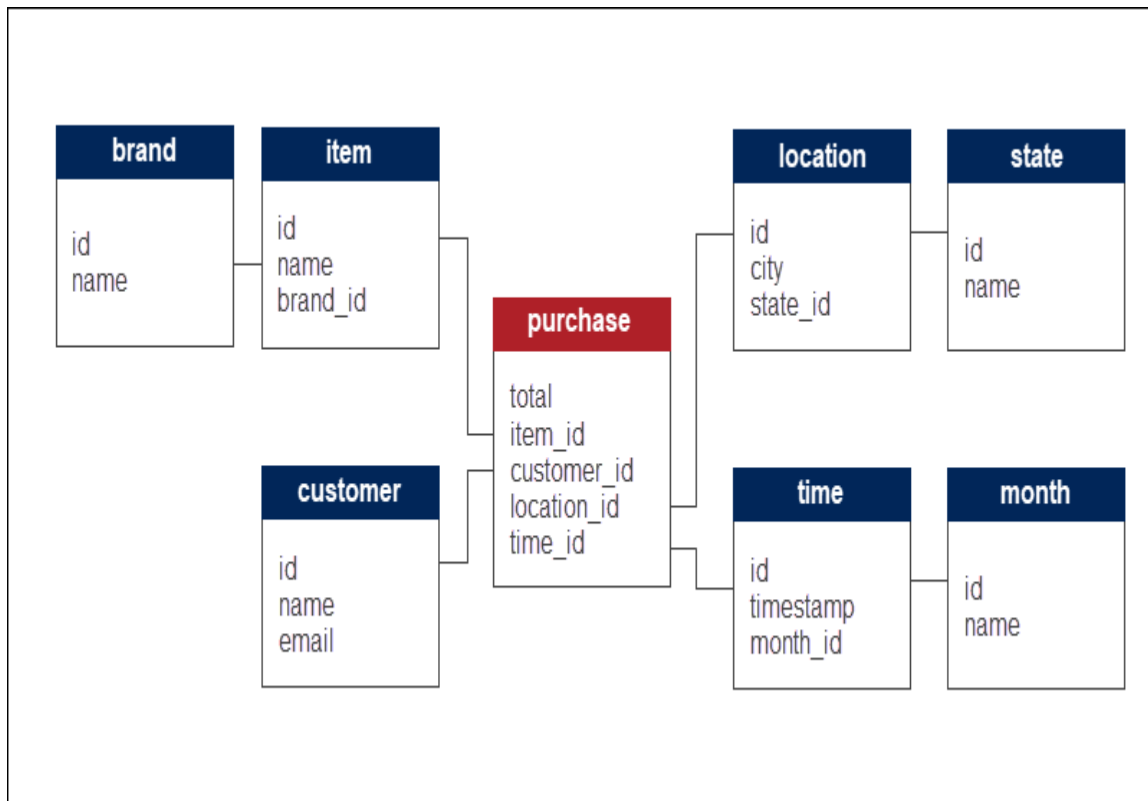 brand
id
name
item
id
name
brand_id
customer
id
name
email
purchase
total
item_id
customer_id
location_id
time_id
location
id
city
state_id
state
id
name
time
id
timestamp
month_id
month
id
name